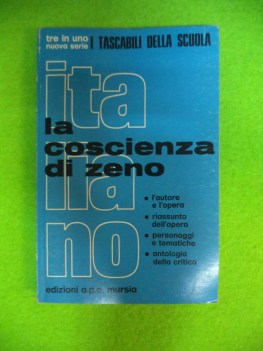 tre in uno
nuova serie
I TASCABILI DELLA SCUOLA
ita
lia
no
la
coscienza
di zeno
• l'autore
e l'opera
• riassunto
dell'opera
• personaggi
e tematiche
• antologia
della critica
edizioni a.p.e. mursia